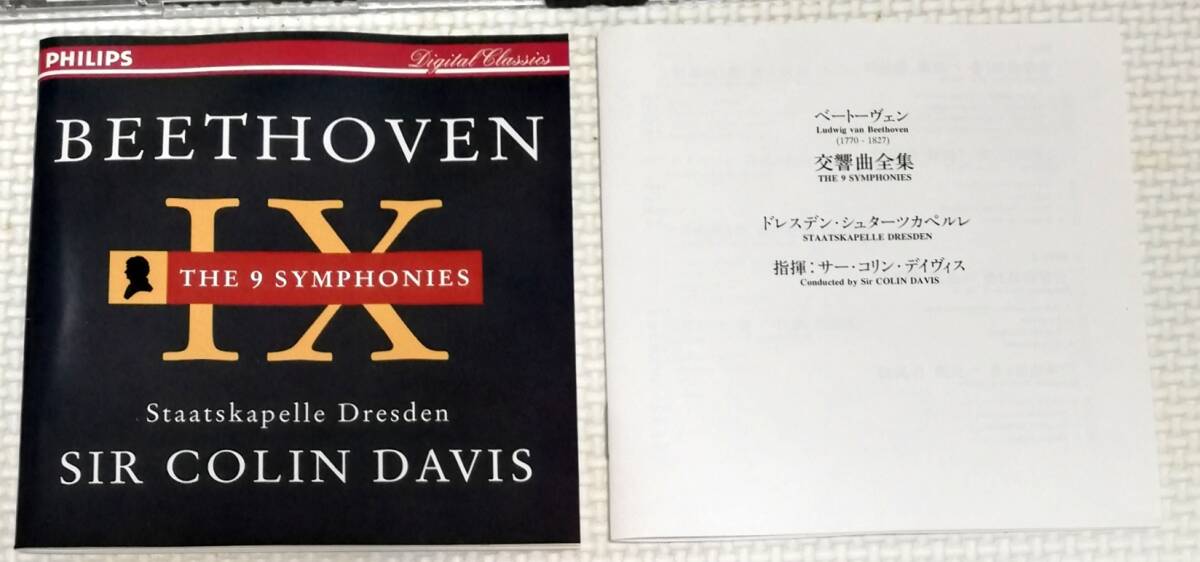 PHILIPS
Digital Classics
BEETHOVEN
IX
THE 9 SYMPHONIES
Staatskapelle Dresden
SIR COLIN DAVIS
ベートーヴェン
Ludwig van Beethoven
(1770 - 1827)
交響曲全集
THE 9 SYMPHONIES
ドレスデン・シュターツカペルレ
STAATSKAPELLE DRESDEN
指揮：サー・コリン・デイヴィス
Conducted by Sir COLIN DAVIS